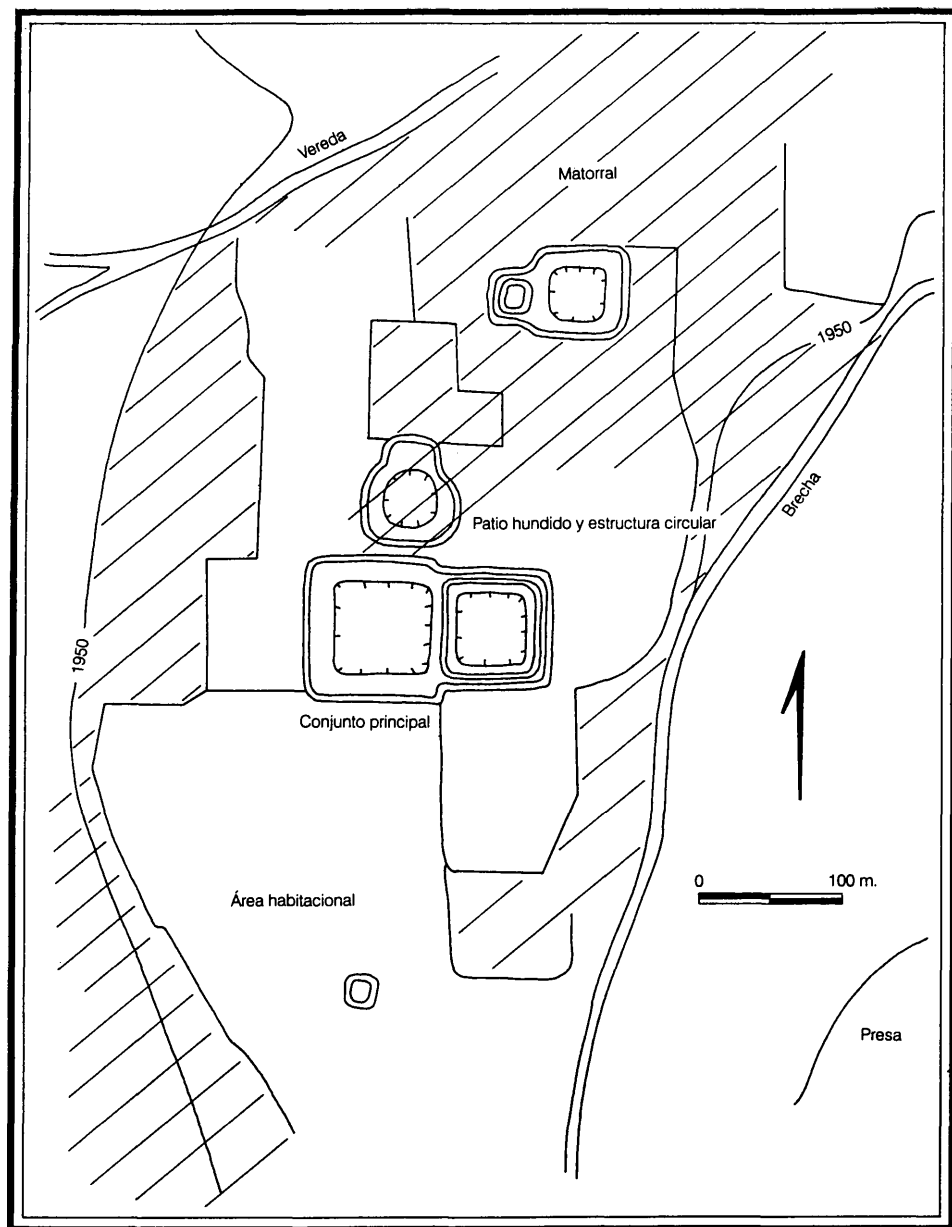 Vereda
Matorral
1950
Brecha
Patio hundido y estructura circular
1950
Conjunto principal
0 100 m.
Área habitacional
Presa